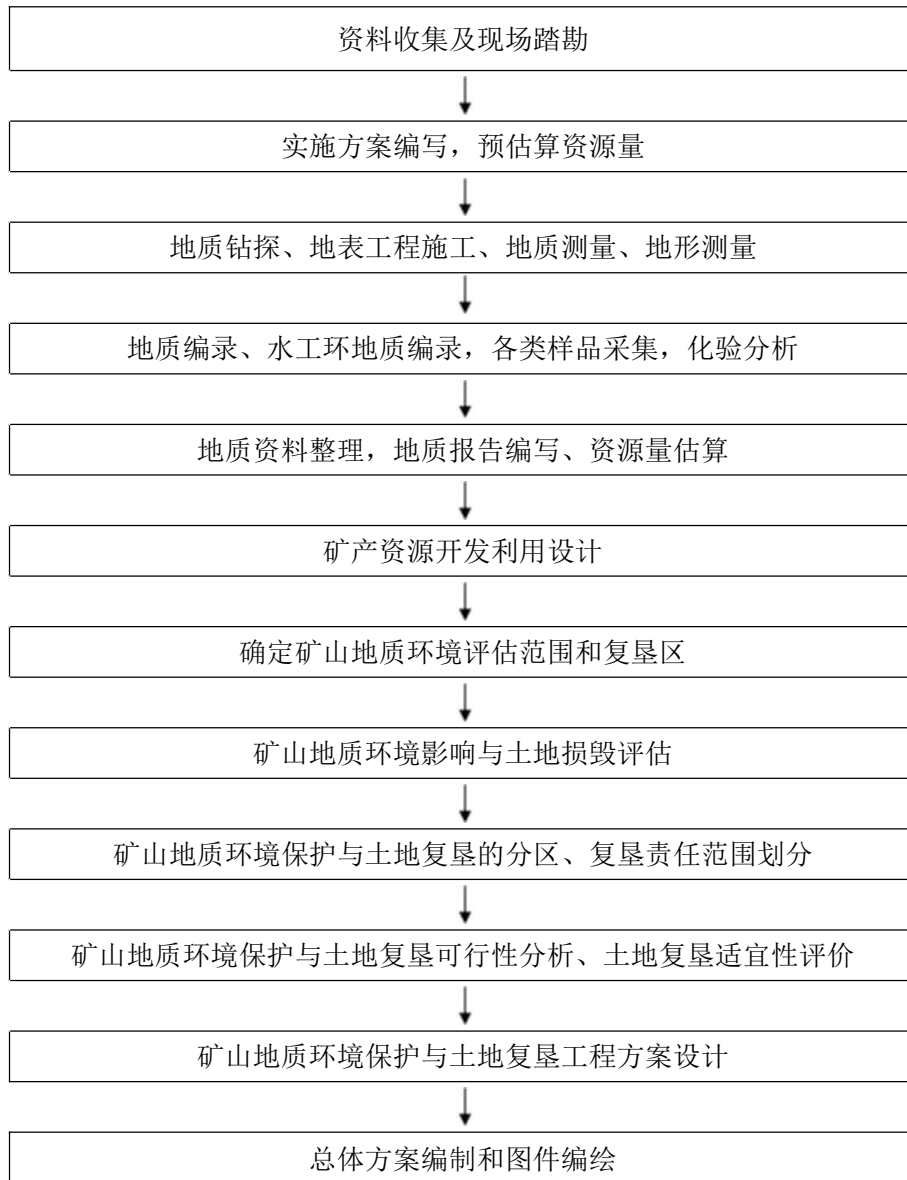 资料收集及现场踏勘
实施方案编写，预估算资源量
地质钻探、地表工程施工、地质测量、地形测量
地质编录、水工环地质编录，各类样品采集，化验分析
地质资料整理，地质报告编写、资源量估算
矿产资源开发利用设计
确定矿山地质环境评估范围和复垦区
矿山地质环境影响与土地损毁评估
矿山地质环境保护与土地复垦的分区、复垦责任范围划分
矿山地质环境保护与土地复垦可行性分析、土地复垦适宜性评价
矿山地质环境保护与土地复垦工程方案设计
总体方案编制和图件编绘